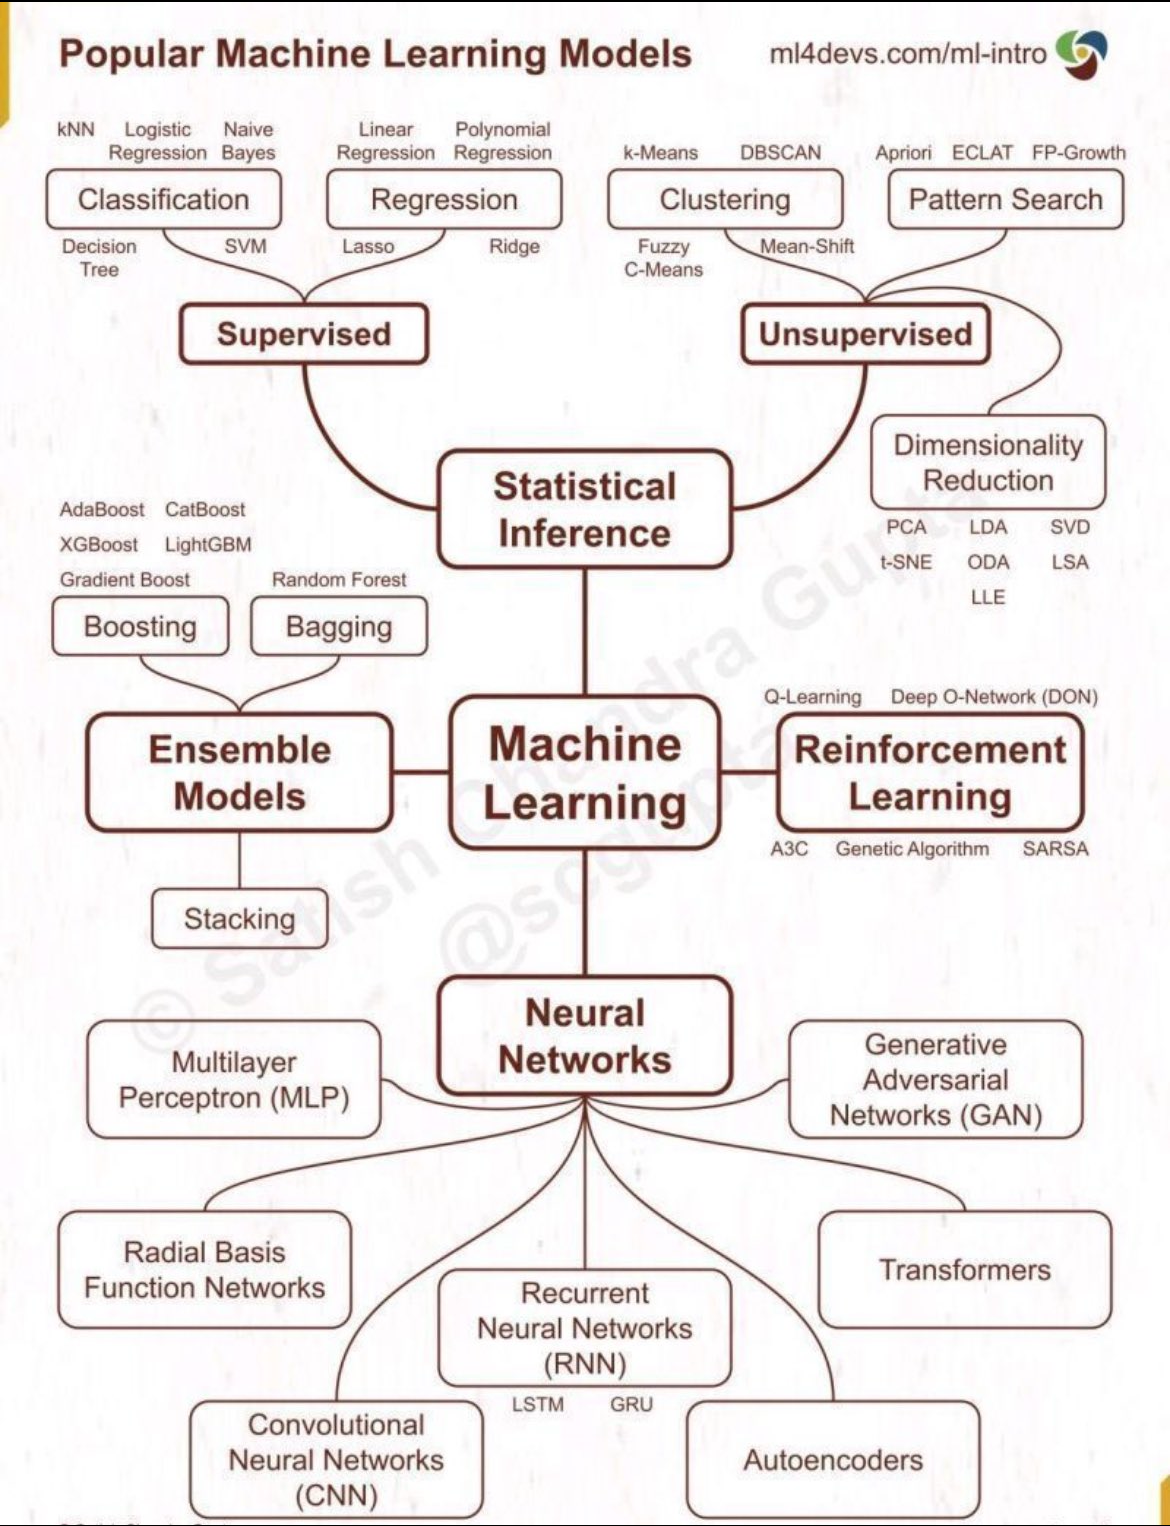 Popular Machine Learning Models
ml4devs.com/ml-intro
kNN
Logistic
Regression
Naive
Bayes
Classification
Decision
Tree
SVM
Linear
Regression
Polynomial
Regression
Regression
Lasso
Ridge
Supervised
k-Means
DBSCAN
Clustering
Fuzzy
C-Means
Mean-Shift
Apriori
ECLAT
FP-Growth
Pattern Search
Unsupervised
Dimensionality
Reduction
PCA
LDA
SVD
t-SNE
ODA
LSA
LLE
Statistical
Inference
AdaBoost
CatBoost
XGBoost
LightGBM
Gradient Boost
Boosting
Random Forest
Bagging
Ensemble
Models
Stacking
Machine
Learning
Q-Learning
Deep O-Network (DON)
Reinforcement
Learning
A3C
Genetic Algorithm
SARSA
© Satish Chandra Gupta
@scgupta
Neural
Networks
Multilayer
Perceptron (MLP)
Generative
Adversarial
Networks (GAN)
Radial Basis
Function Networks
Transformers
Recurrent
Neural Networks
(RNN)
LSTM
GRU
Convolutional
Neural Networks
(CNN)
Autoencoders